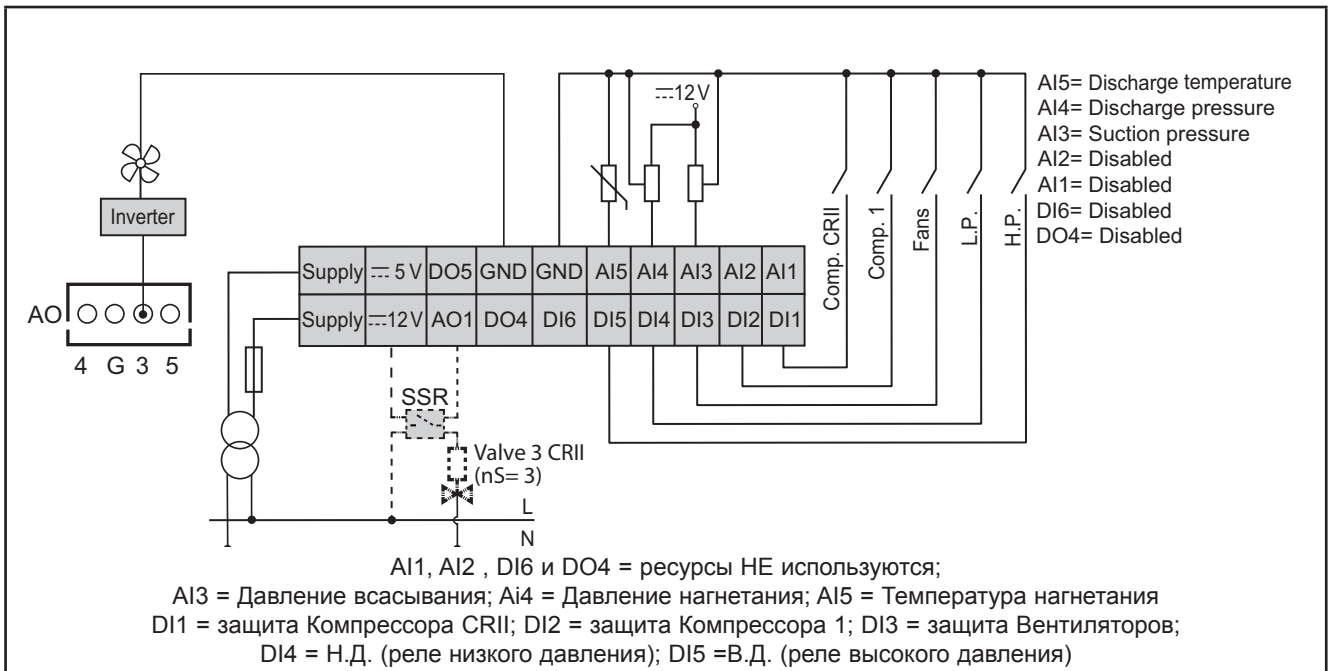 12V
AI5= Discharge temperature
AI4= Discharge pressure
AI3= Suction pressure
AI2= Disabled
AI1= Disabled
DI6= Disabled
DO4= Disabled
Inverter
Comp. CRII
Comp. 1
Fans
L.P.
H.P.
Supply 5 V DO5 GND GND AI5 AI4 AI3 AI2 AI1
Supply 12V AO1 DO4 DI6 DI5 DI4 DI3 DI2 DI1
AO
4 G 3 5
SSR
Valve 3 CRII
(nS= 3)
L
N
AI1, AI2 , DI6 и DO4 = ресурсы НЕ используются;
AI3 = Давление всасывания; Ai4 = Давление нагнетания; AI5 = Температура нагнетания
DI1 = защита Компрессора CRII; DI2 = защита Компрессора 1; DI3 = защита Вентиляторов;
DI4 = Н.Д. (реле низкого давления); DI5 =В.Д. (реле высокого давления)